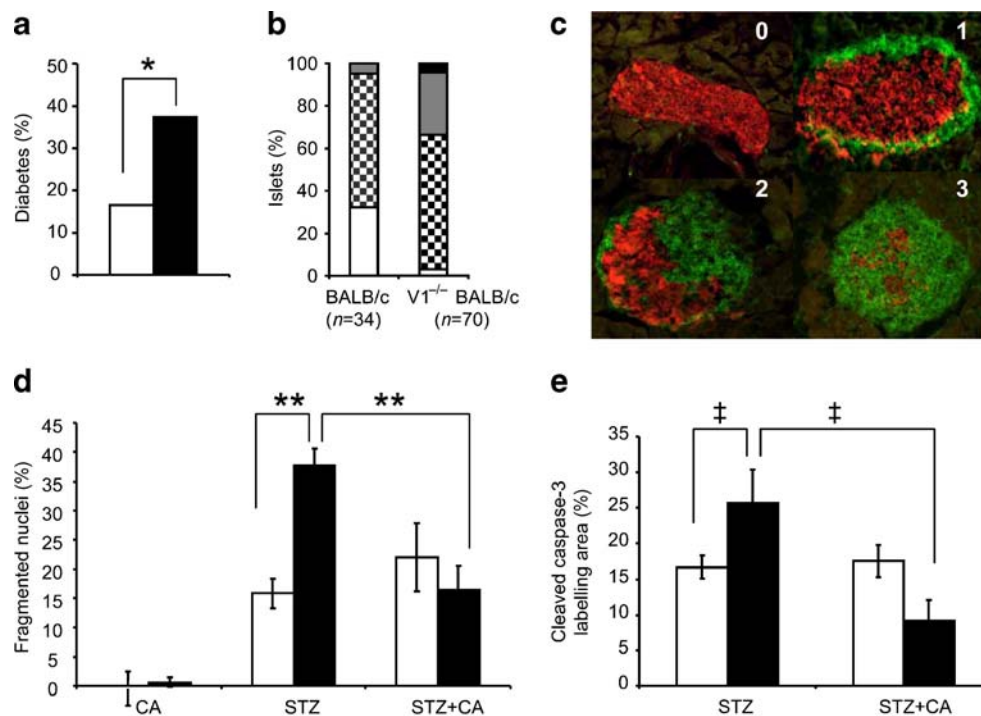 a
Diabetes (%)
50
40
30
20
10
0
*
b
Islets (%)
100
80
60
40
20
0
BALB/c V1⁻/⁻ BALB/c
(n=34) (n=70)
c
0
1
2
3
d
Fragmented nuclei (%)
45
40
35
30
25
20
15
10
5
0
** **
CA STZ STZ+CA
e
Cleaved caspase-3
labelling area (%)
35
30
25
20
15
10
5
0
‡ ‡
STZ STZ+CA